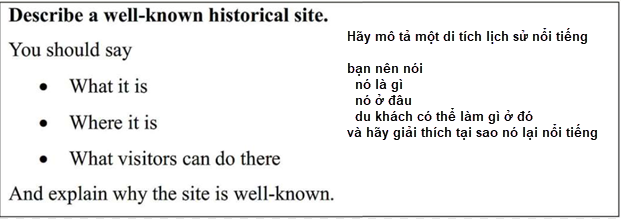 Describe a well-known historical site.
You should say
• What it is
• Where it is
• What visitors can do there
And explain why the site is well-known.
Hãy mô tả một di tích lịch sử nổi tiếng
bạn nên nói
nó là gì
nó ở đâu
du khách có thể làm gì ở đó
và hãy giải thích tại sao nó lại nổi tiếng